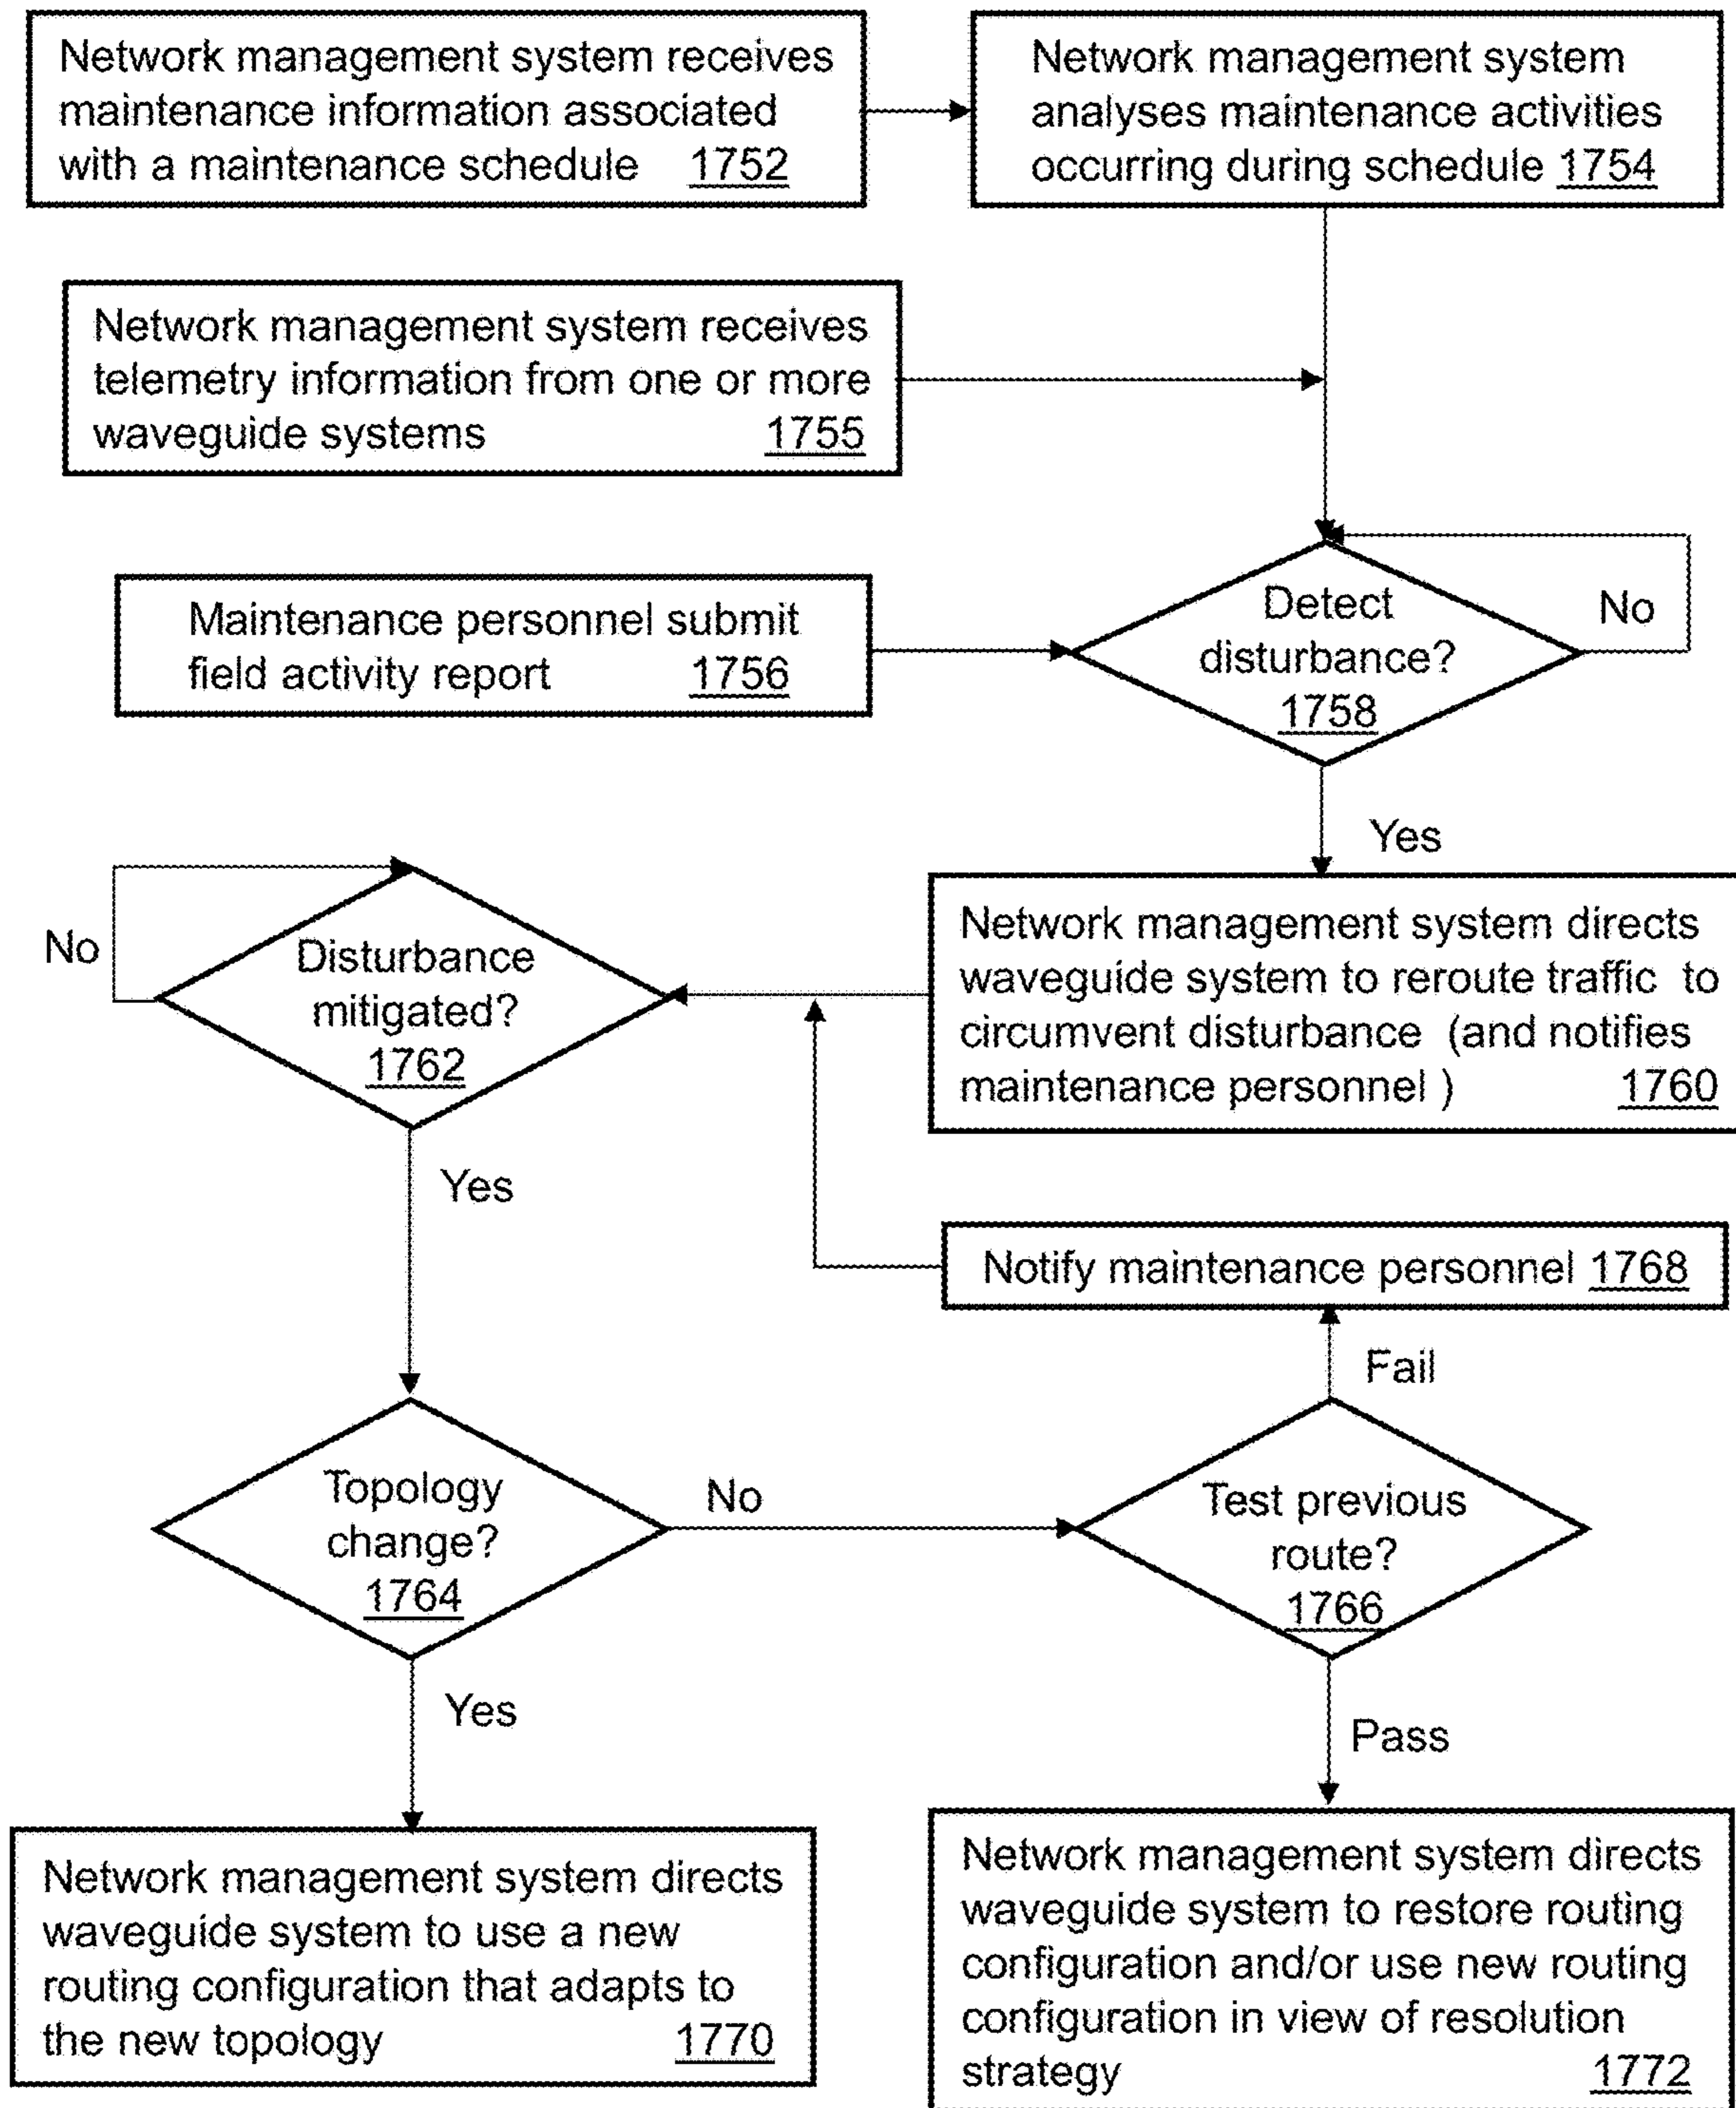 Network management system receives
maintenance information associated
with a maintenance schedule 1752
Network management system
analyses maintenance activities
occurring during schedule 1754
Network management system receives
telemetry information from one or more
waveguide systems 1755
Maintenance personnel submit
field activity report 1756
Detect
disturbance?
1758
No
Yes
Network management system directs
waveguide system to reroute traffic to
circumvent disturbance (and notifies
maintenance personnel ) 1760
No
Disturbance
mitigated?
1762
Yes
Notify maintenance personnel 1768
Fail
Topology
change?
1764
No
Test previous
route?
1766
Yes
Pass
Network management system directs
waveguide system to use a new
routing configuration that adapts to
the new topology 1770
Network management system directs
waveguide system to restore routing
configuration and/or use new routing
configuration in view of resolution
strategy 1772